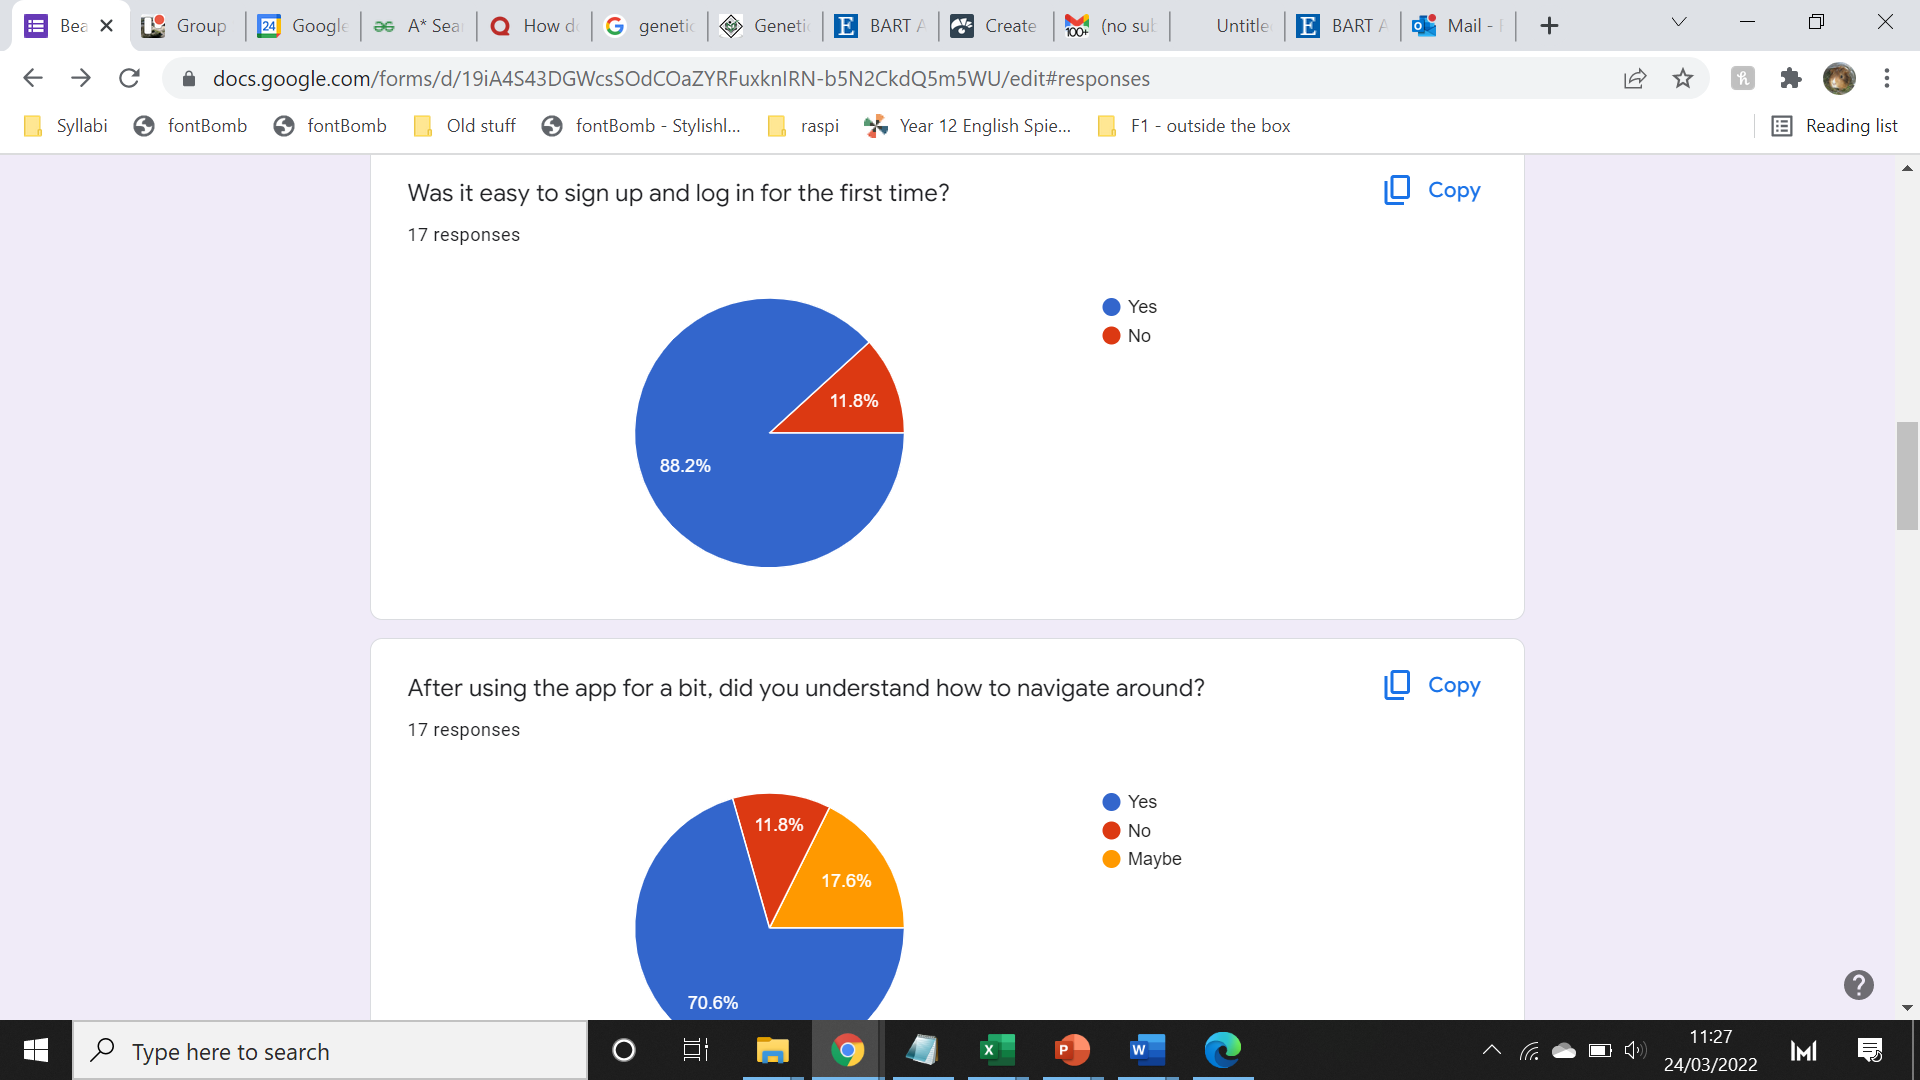 Bea
Group
24
Google
A* Sea
How d
genetic
Genetic
BART A
Create
100+
(no sub
Untitle
BART A
Mail -
docs.google.com/forms/d/19iA4S43DGWcsSOdCOaZYRFuxknIRN-b5N2CkdQ5m5WU/edit#responses
Syllabi
fontBomb
fontBomb
Old stuff
fontBomb - Stylishl...
raspi
Year 12 English Spie...
F1 - outside the box
Reading list
Was it easy to sign up and log in for the first time?
Copy
17 responses
Yes
No
11.8%
88.2%
After using the app for a bit, did you understand how to navigate around?
Copy
17 responses
Yes
No
Maybe
11.8%
17.6%
70.6%
Type here to search
11:27
24/03/2022